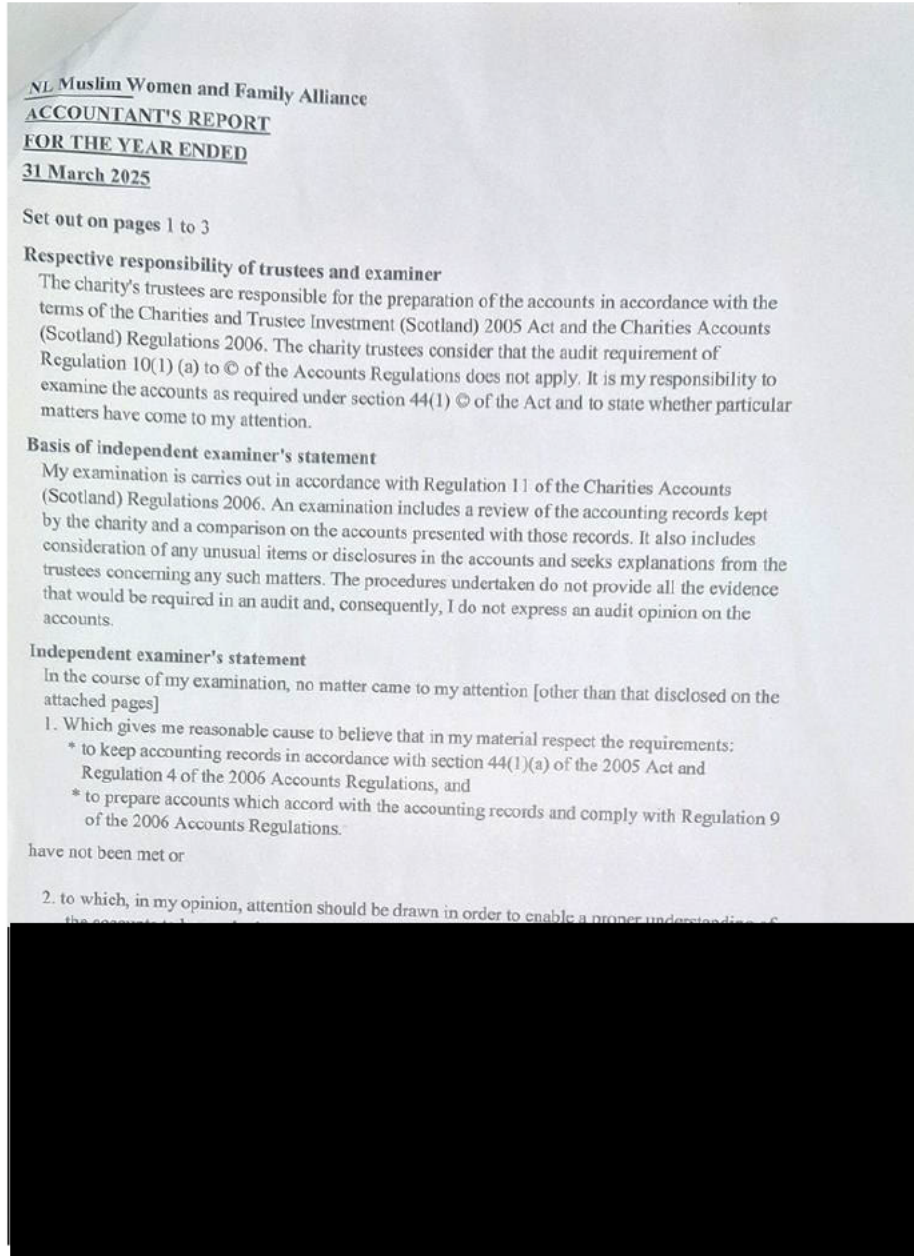 NL Muslim Women and Family Alliance
ACCOUNTANT'S REPORT
FOR THE YEAR ENDED
31 March 2025
Set out on pages 1 to 3
Respective responsibility of trustees and examiner
The charity's trustees are responsible for the preparation of the accounts in accordance with the
terms of the Charities and Trustee Investment (Scotland) 2005 Act and the Charities Accounts
(Scotland) Regulations 2006. The charity trustees consider that the audit requirement of
Regulation 10(1) (a) to © of the Accounts Regulations does not apply. It is my responsibility to
examine the accounts as required under section 44(1) © of the Act and to state whether particular
matters have come to my attention.
Basis of independent examiner's statement
My examination is carries out in accordance with Regulation 11 of the Charities Accounts
(Scotland) Regulations 2006. An examination includes a review of the accounting records kept
by the charity and a comparison on the accounts presented with those records. It also includes
consideration of any unusual items or disclosures in the accounts and seeks explanations from the
trustees concerning any such matters. The procedures undertaken do not provide all the evidence
that would be required in an audit and, consequently, I do not express an audit opinion on the
accounts.
Independent examiner's statement
In the course of my examination, no matter came to my attention [other than that disclosed on the
attached pages]
1. Which gives me reasonable cause to believe that in my material respect the requirements:
* to keep accounting records in accordance with section 44(1)(a) of the 2005 Act and
Regulation 4 of the 2006 Accounts Regulations, and
* to prepare accounts which accord with the accounting records and comply with Regulation 9
of the 2006 Accounts Regulations.
have not been met or
2. to which, in my opinion, attention should be drawn in order to enable a proper understanding of